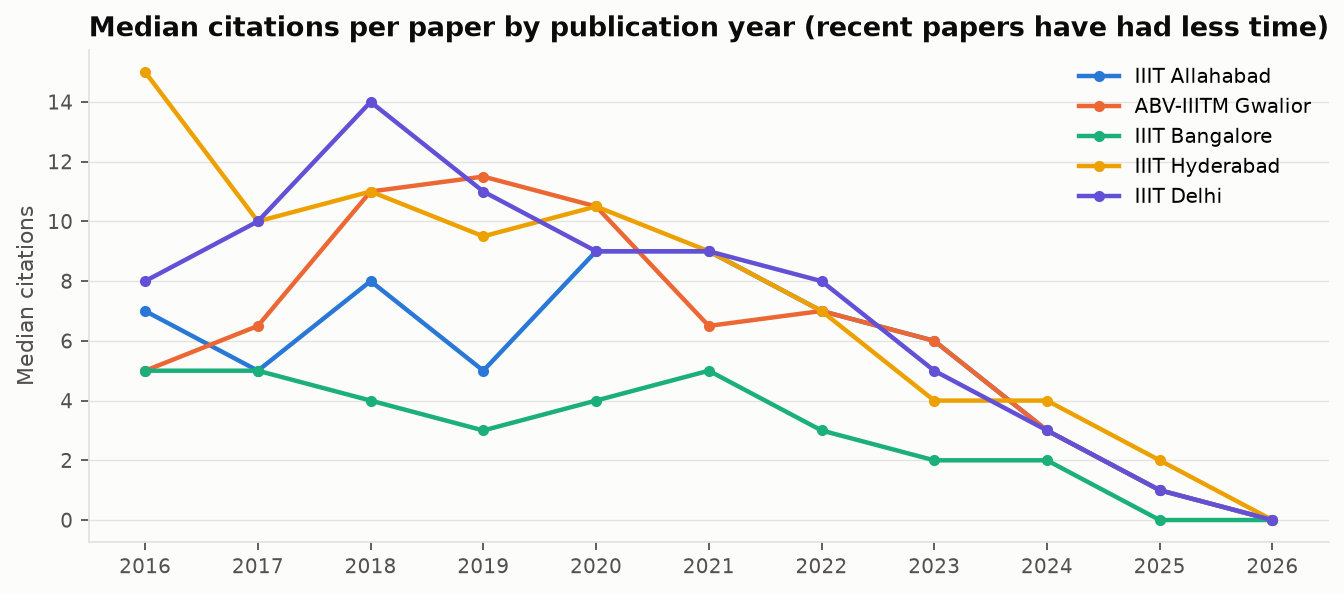 Median citations per paper by publication year (recent papers have had less time)
IIIT Allahabad
ABV-IIITM Gwalior
IIIT Bangalore
IIIT Hyderabad
IIIT Delhi
Median citations
14
12
10
8
6
4
2
0
2016 2017 2018 2019 2020 2021 2022 2023 2024 2025 2026